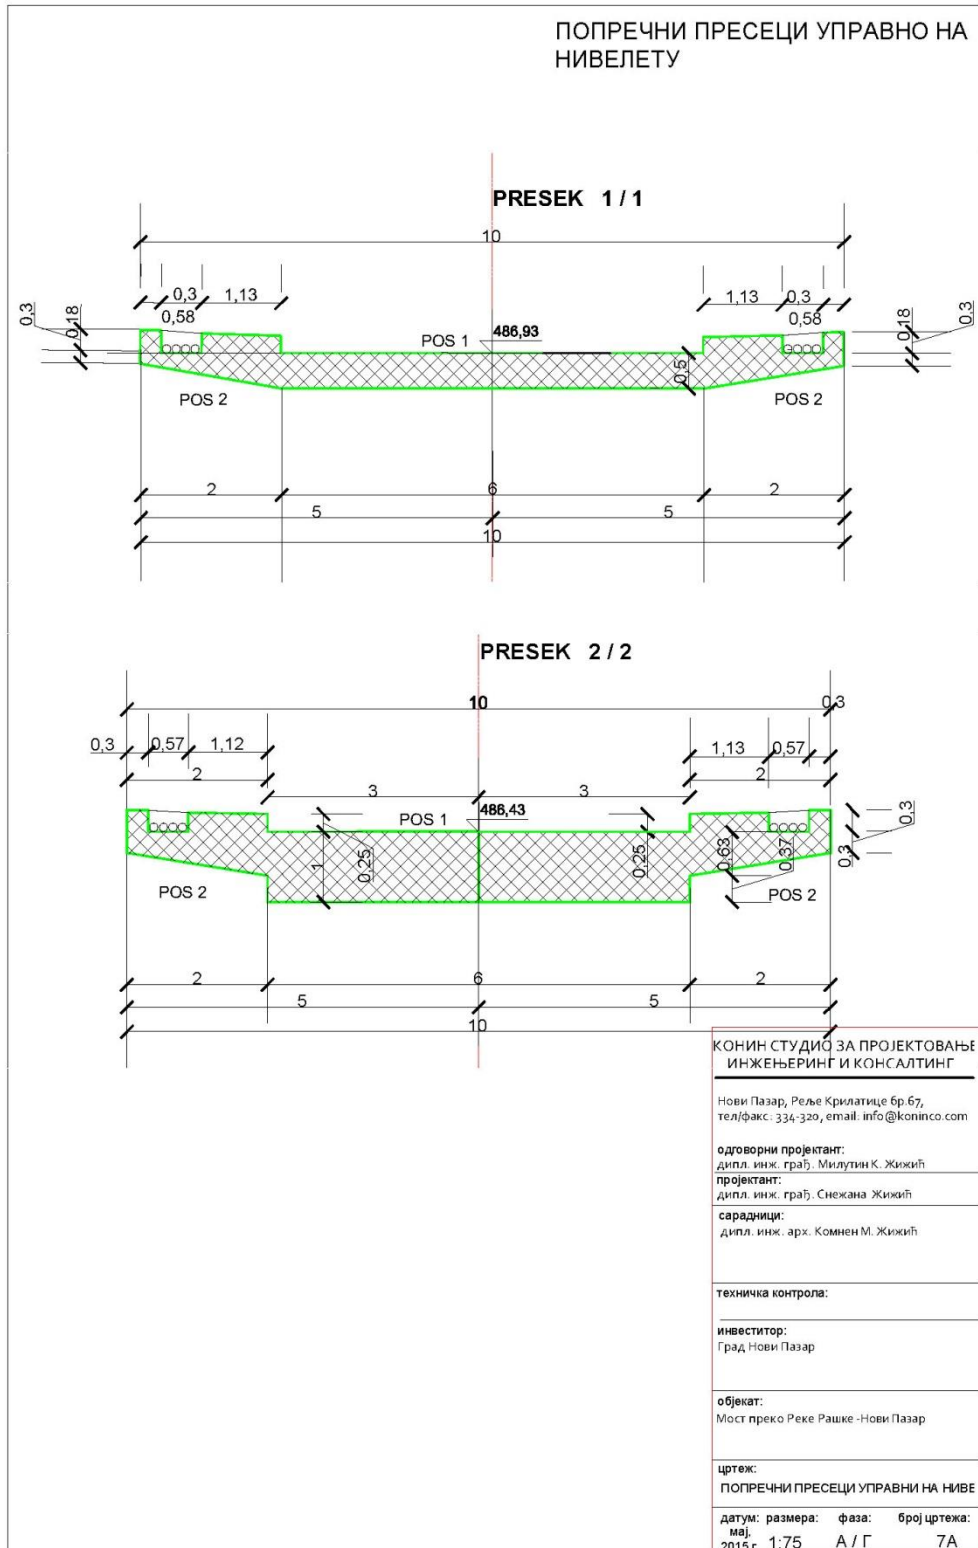 ПОПРЕЧНИ ПРЕСЕЦИ УПРАВНО НА
НИВЕЛЕТУ
PRESEK 1 / 1
10
0,3 1,13 1,13 0,3
0,58 0,58
0,3 0,18 0,18 0,3
POS 1 486,93
0,5
POS 2 POS 2
2 6 2
5 5
10
PRESEK 2 / 2
10 0,3
0,3 0,57 1,12 1,13 0,57
2 2
3 3
POS 1 486,43
1 0,25 0,25 0,63 0,37 0,3 0,3
POS 2 POS 2
2 6 2
5 5
10
КОНИН СТУДИО ЗА ПРОЈЕКТОВАЊЕ
ИНЖЕЊЕРИНГ И КОНСАЛТИНГ
Нови Пазар, Реље Крилатице бр.67,
тел/факс: 334-320, email: info@koninco.com
одговорни пројектант:
дипл. инж. грађ. Милутин К. Жижић
пројектант:
дипл. инж. грађ. Снежана Жижић
сарадници:
дипл. инж. арх. Комнен М. Жижић
техничка контрола:
инвеститор:
Град Нови Пазар
објекат:
Мост преко Реке Рашке -Нови Пазар
цртеж:
ПОПРЕЧНИ ПРЕСЕЦИ УПРАВНИ НА НИВЕ
датум: размера: фаза: број цртежа:
мај,
2015 г. 1:75 А / Г 7А